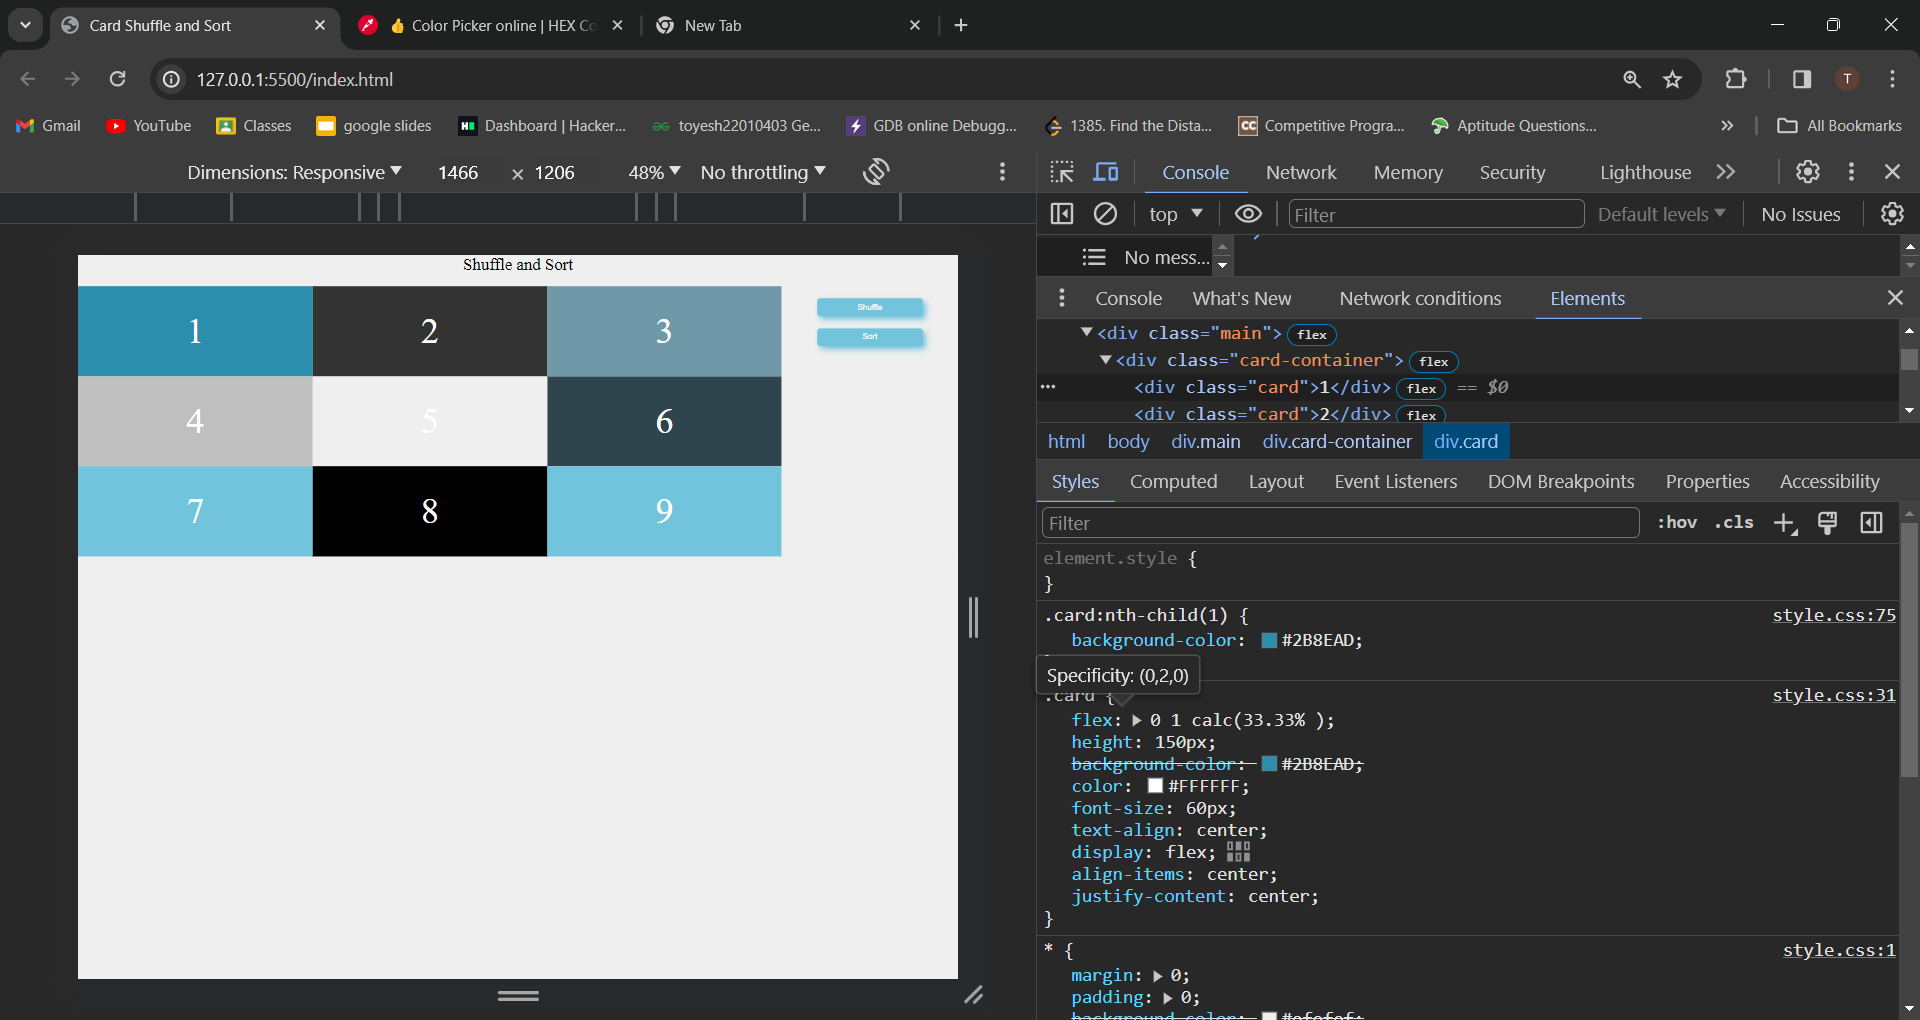 Card Shuffle and Sort
👍 Color Picker online | HEX Co
New Tab
127.0.0.1:5500/index.html
T
Gmail
YouTube
Classes
google slides
Dashboard | Hacker...
toyesh22010403 Ge...
GDB online Debugg...
1385. Find the Dista...
Competitive Progra...
Aptitude Questions...
All Bookmarks
Dimensions: Responsive 1466 × 1206 48% No throttling
Shuffle and Sort
1 2 3
4 5 6
7 8 9
Shuffle
Sort
Console Network Memory Security Lighthouse
top Filter Default levels No Issues
No mess...
Console What's New Network conditions Elements
<div class="main"> flex
<div class="card-container"> flex
<div class="card">1</div> flex == $0
<div class="card">2</div> flex
html body div.main div.card-container div.card
Styles Computed Layout Event Listeners DOM Breakpoints Properties Accessibility
Filter :hov .cls
element.style {
}
.card:nth-child(1) { style.css:75
background-color: #2B8EAD;
Specificity: (0,2,0)
.card { style.css:31
flex: 0 1 calc(33.33% );
height: 150px;
background-color: #2B8EAD;
color: #FFFFFF;
font-size: 60px;
text-align: center;
display: flex;
align-items: center;
justify-content: center;
}
* { style.css:1
margin: 0;
padding: 0;
background-color: #efefef;